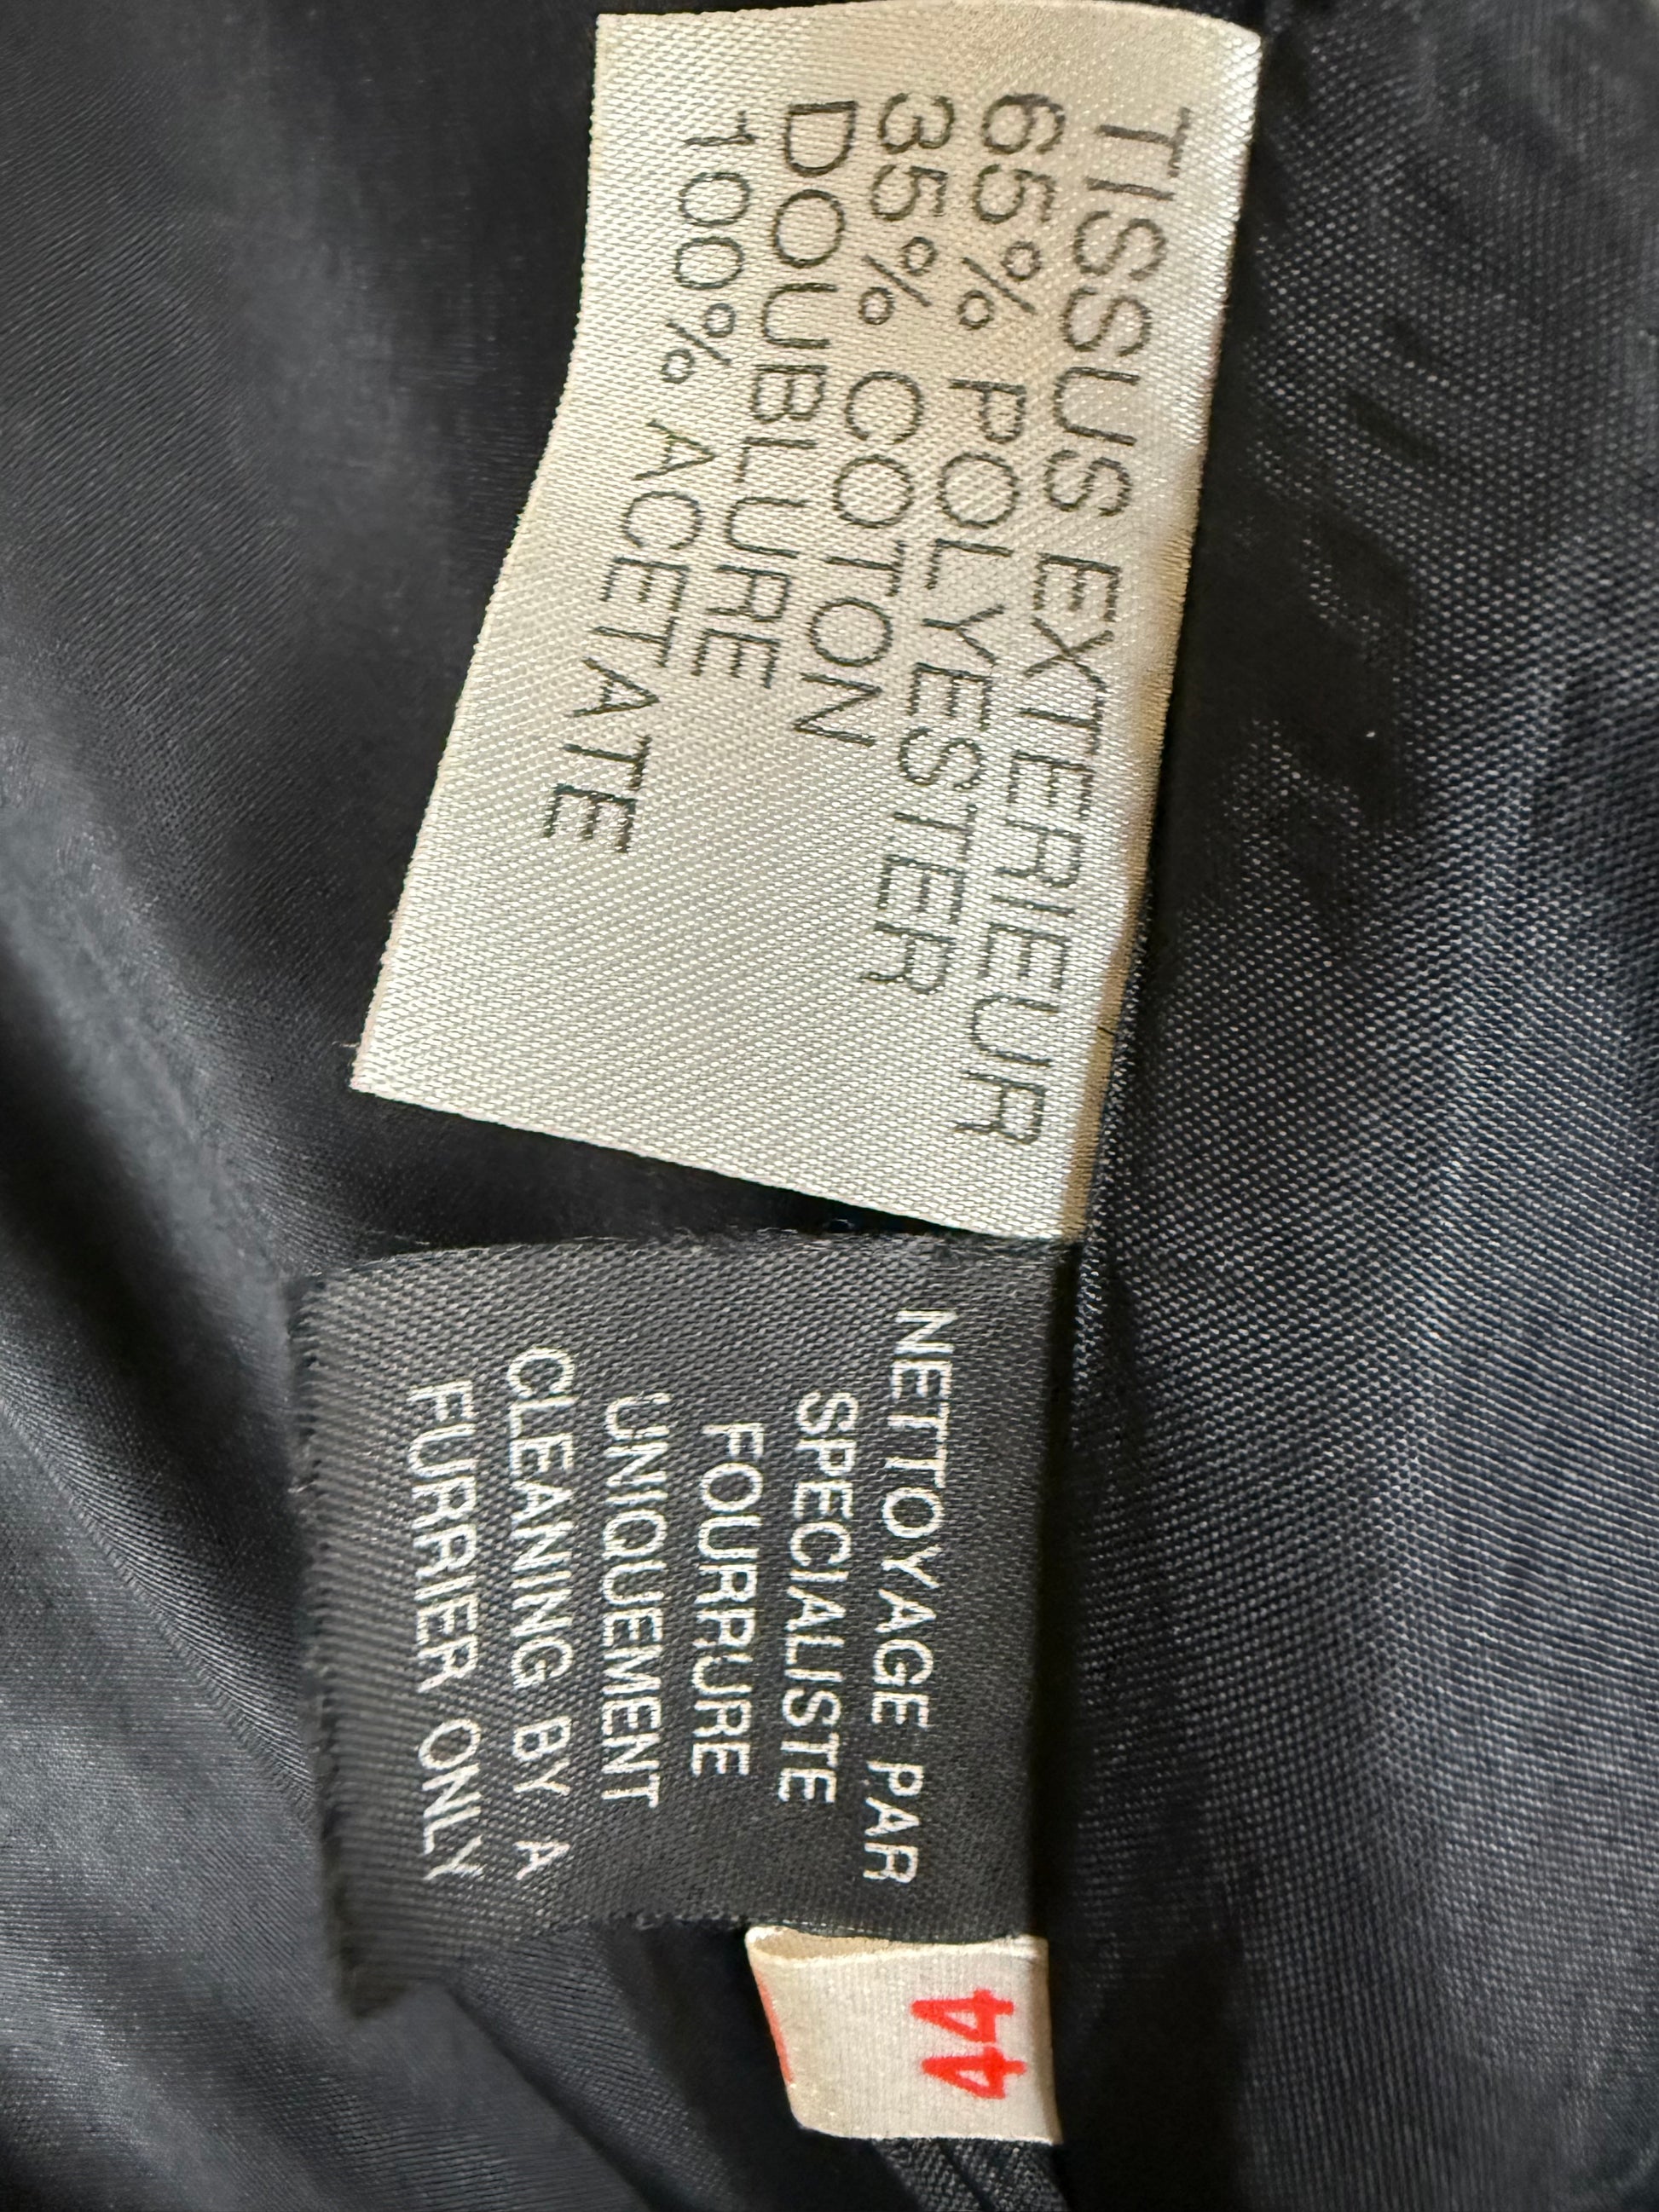 TISSUS EXTERIEUR
65% POLYESTER
35% COTON
DOUBLURE
100% ACETATE
NETTOYAGE PAR
SPECIALISTE
FOURRURE
UNIQUEMENT
CLEANING BY A
FURRIER ONLY
44